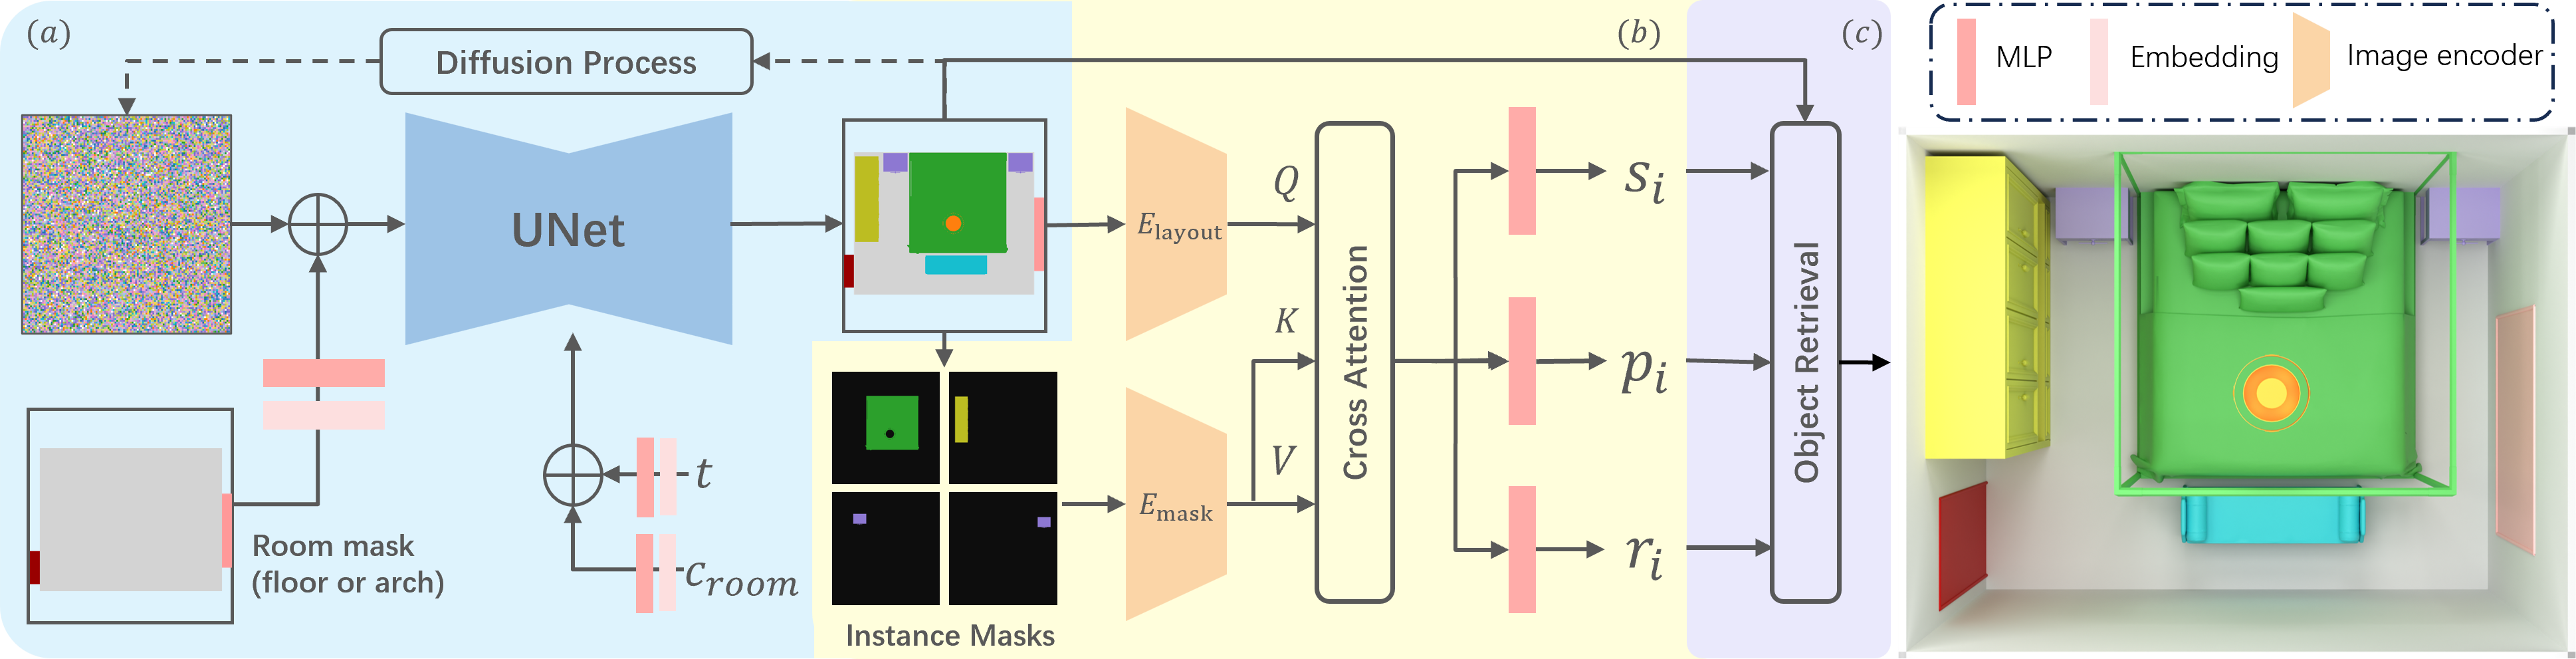 (a)
Diffusion Process
UNet
Room mask
(floor or arch)
t
c_{room}
(b)
E_{layout}
E_{mask}
Instance Masks
Q
K
V
Cross Attention
s_i
p_i
r_i
(c)
Object Retrieval
MLP
Embedding
Image encoder